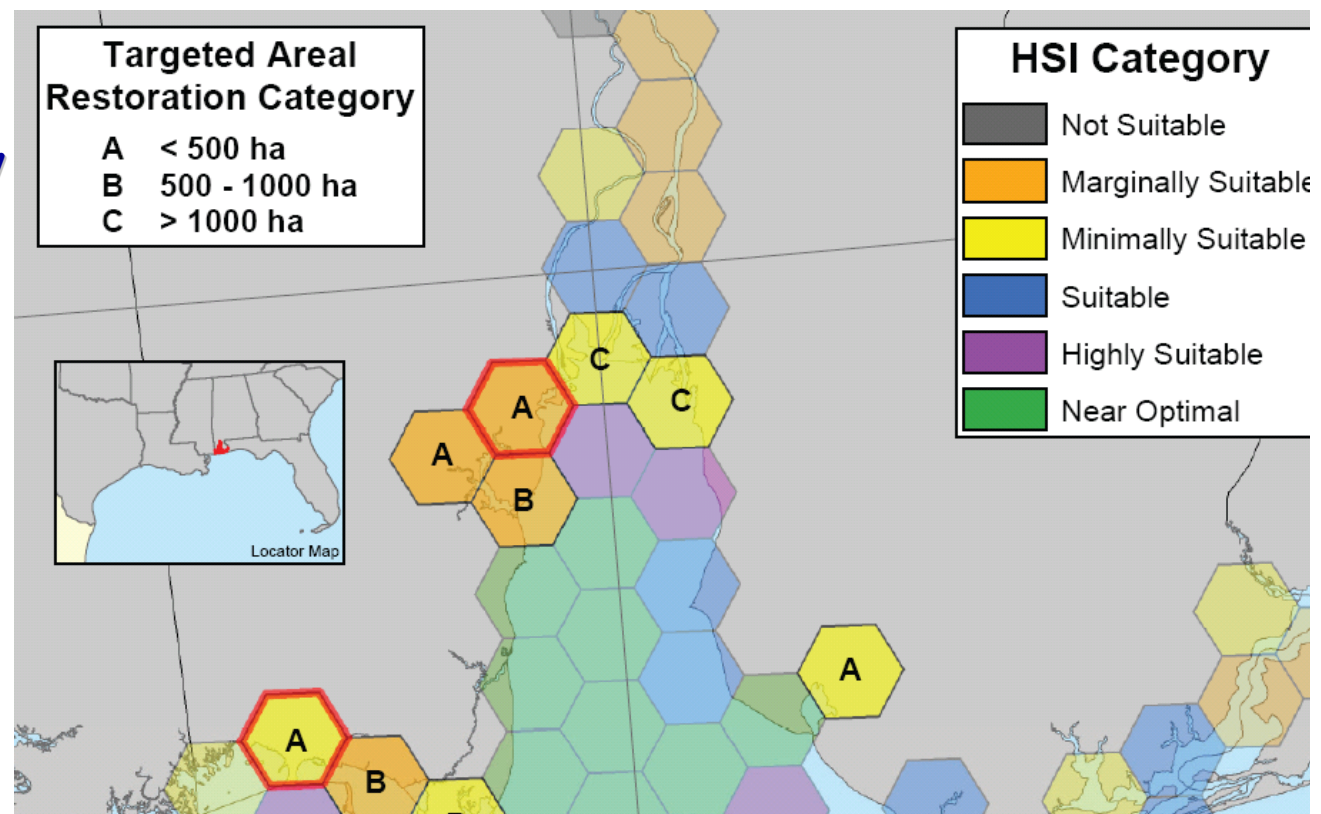 Targeted Areal
Restoration Category
A < 500 ha
B 500 - 1000 ha
C > 1000 ha
HSI Category
Not Suitable
Marginally Suitable
Minimally Suitable
Suitable
Highly Suitable
Near Optimal
C
A
C
A
B
Locator Map
A
A
B